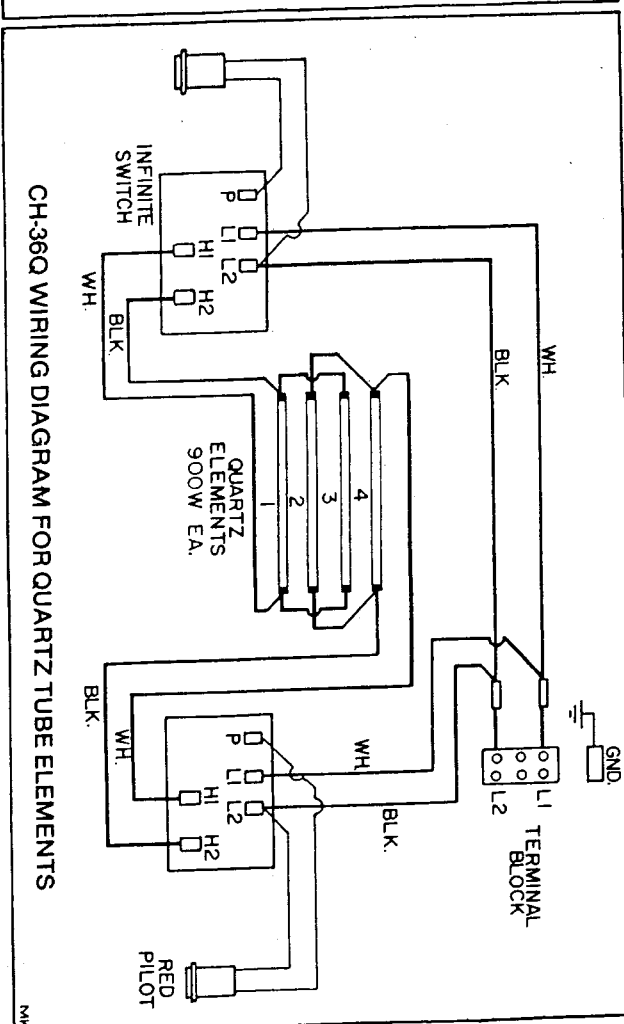 GND.
L1
L2
TERMINAL
BLOCK
WH.
BLK.
WH.
BLK.
INFINITE
SWITCH
P
L1
L2
H1
H2
WH.
BLK.
QUARTZ
ELEMENTS
900W EA.
1
2
3
4
P
L1
L2
H1
H2
BLK.
WH.
RED
PILOT
CH-36Q WIRING DIAGRAM FOR QUARTZ TUBE ELEMENTS